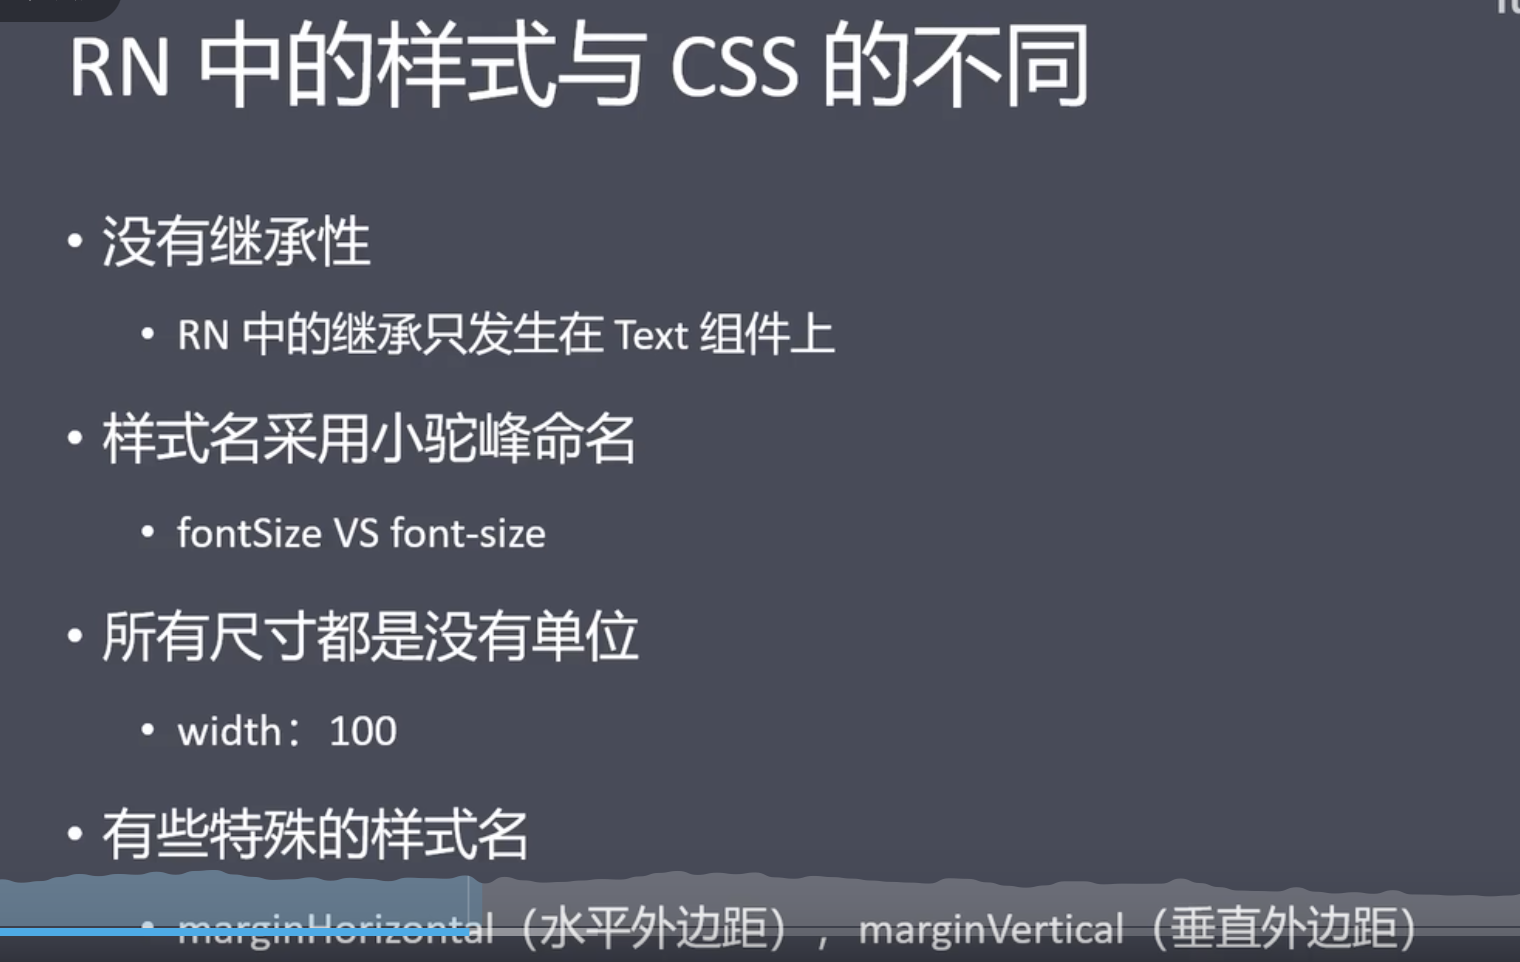 RN 中的样式与 CSS 的不同
• 没有继承性
• RN 中的继承只发生在 Text 组件上
• 样式名采用小驼峰命名
• fontSize VS font-size
• 所有尺寸都是没有单位
• width： 100
• 有些特殊的样式名
• marginHorizontal（水平外边距），marginVertical（垂直外边距）